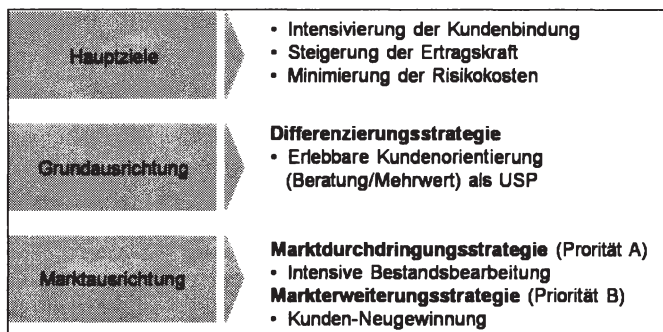 Hauptziele
• Intensivierung der Kundenbindung
• Steigerung der Ertragskraft
• Minimierung der Risikokosten
Grundausrichtung
Differenzierungsstrategie
• Erlebbare Kundenorientierung
(Beratung/Mehrwert) als USP
Marktausrichtung
Marktdurchdringungsstrategie (Prorität A)
• Intensive Bestandsbearbeitung
Markterweiterungsstrategie (Priorität B)
• Kunden-Neugewinnung